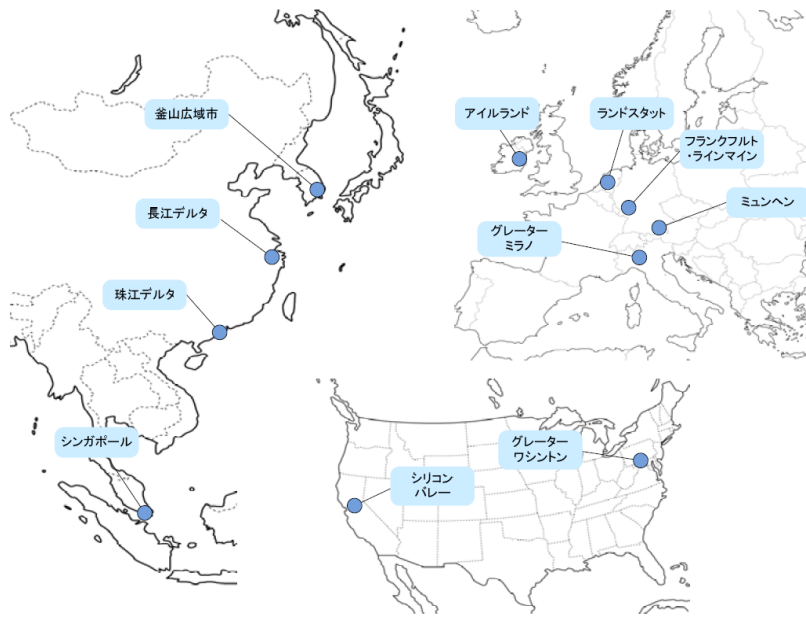 釜山広域市
長江デルタ
珠江デルタ
シンガポール
アイルランド
ランドスタット
フランクフルト
・ラインマイン
ミュンヘン
グレーター
ミラノ
グレーター
ワシントン
シリコン
バレー